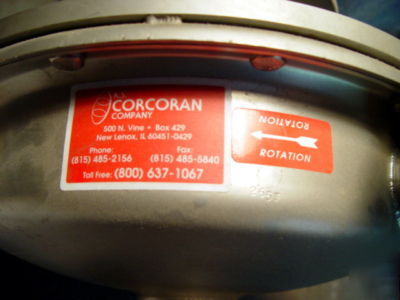 CORCORAN
COMPANY
500 N. Vine • Box 429
New Lenox, IL 60451-0429
Phone: Fax:
(815) 485-2156 (815) 485-5840
Toll Free: (800) 637-1067
ROTATION
ROTATION